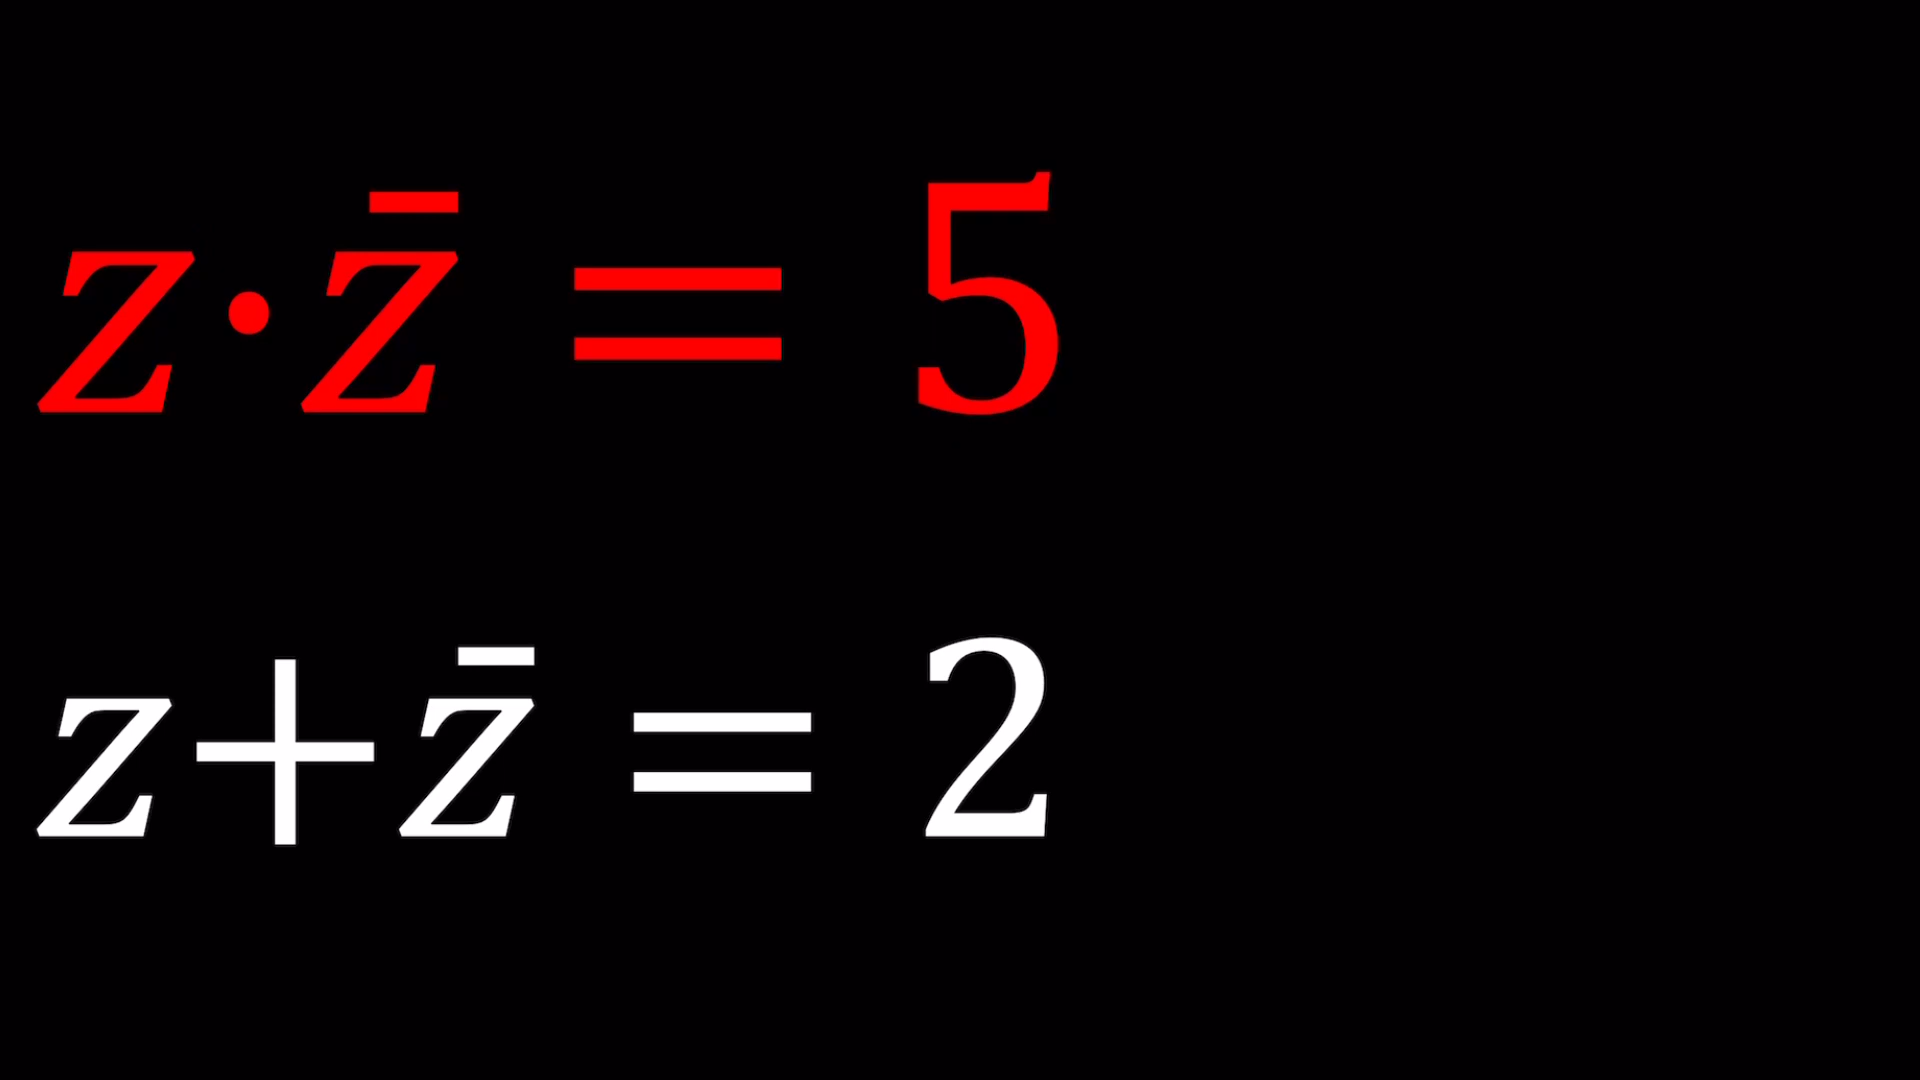 z·z̄ = 5
z+z̄ = 2